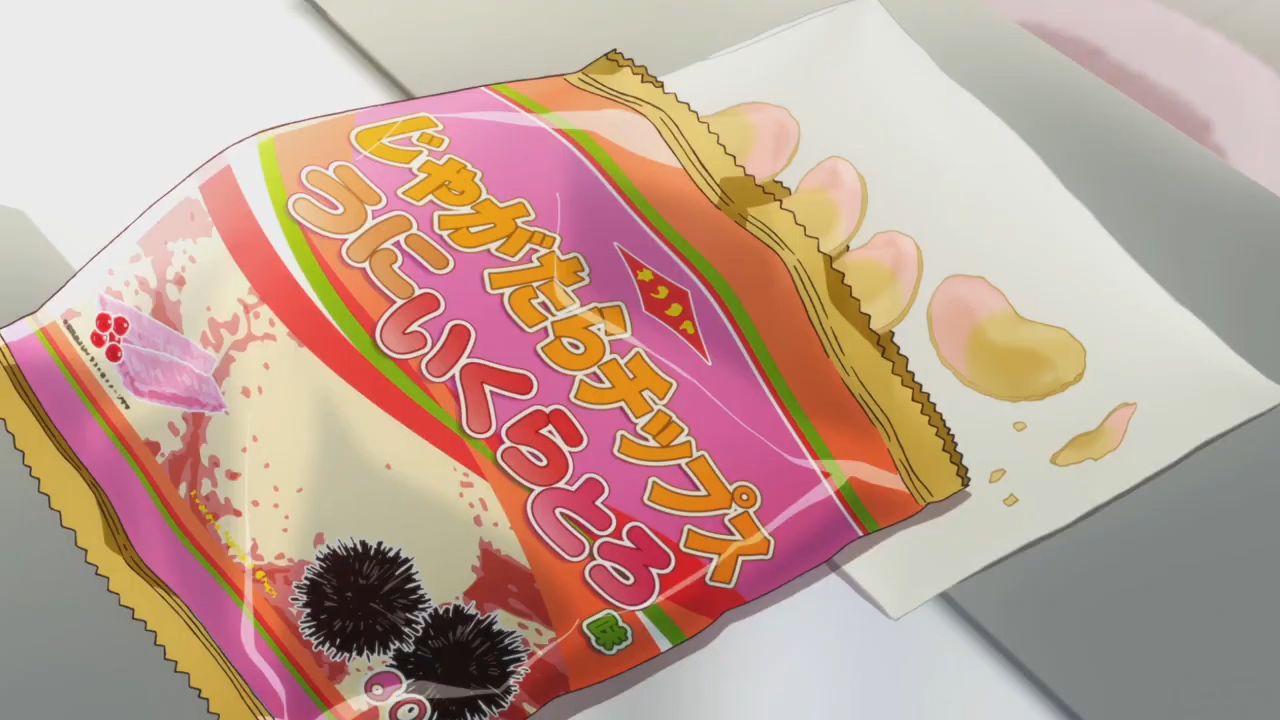 じゃがたらチップス
うにいくらとろ
味